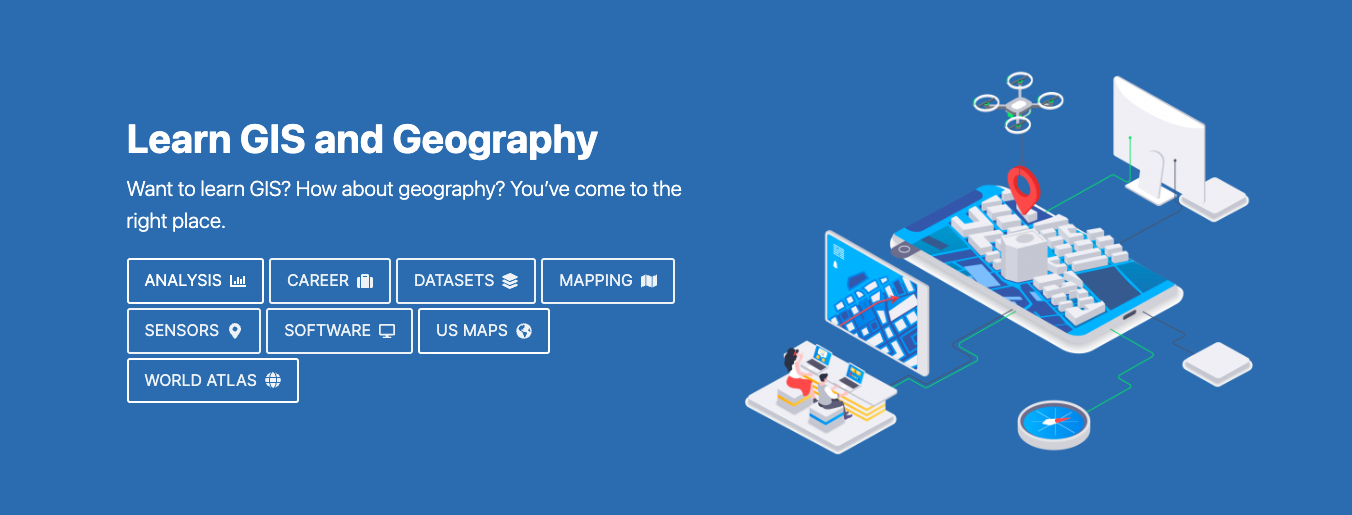 Learn GIS and Geography
Want to learn GIS? How about geography? You’ve come to the
right place.
ANALYSIS CAREER DATASETS MAPPING
SENSORS SOFTWARE US MAPS
WORLD ATLAS